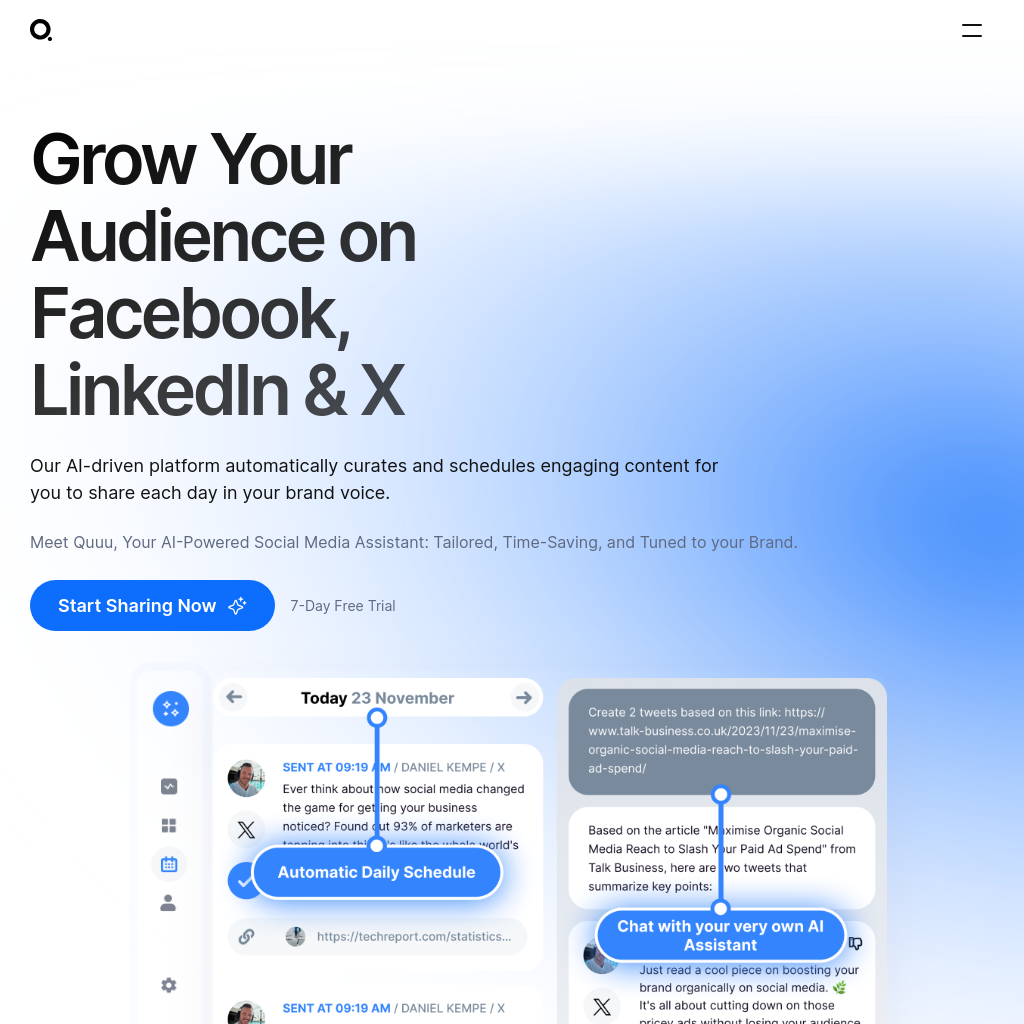 Grow Your
Audience on
Facebook,
LinkedIn & X
Our AI-driven platform automatically curates and schedules engaging content for
you to share each day in your brand voice.
Meet Quuu, Your AI-Powered Social Media Assistant: Tailored, Time-Saving, and Tuned to your Brand.
Start Sharing Now
7-Day Free Trial
Today 23 November
SENT AT 09:19 AM / DANIEL KEMPE / X
Ever think about how social media changed
the game for getting your business
noticed? Found out 93% of marketers are
tapping into this? It's like the whole world's
Automatic Daily Schedule
https://techreport.com/statistics...
SENT AT 09:19 AM / DANIEL KEMPE / X
Create 2 tweets based on this link: https://
www.talk-business.co.uk/2023/11/23/maximise-
organic-social-media-reach-to-slash-your-paid-
ad-spend/
Based on the article "Maximise Organic Social
Media Reach to Slash Your Paid Ad Spend" from
Talk Business, here are two tweets that
summarize key points:
Chat with your very own AI
Assistant
Just read a cool piece on boosting your
brand organically on social media. 🌿
It's all about cutting down on those
pricey ads without losing your audience